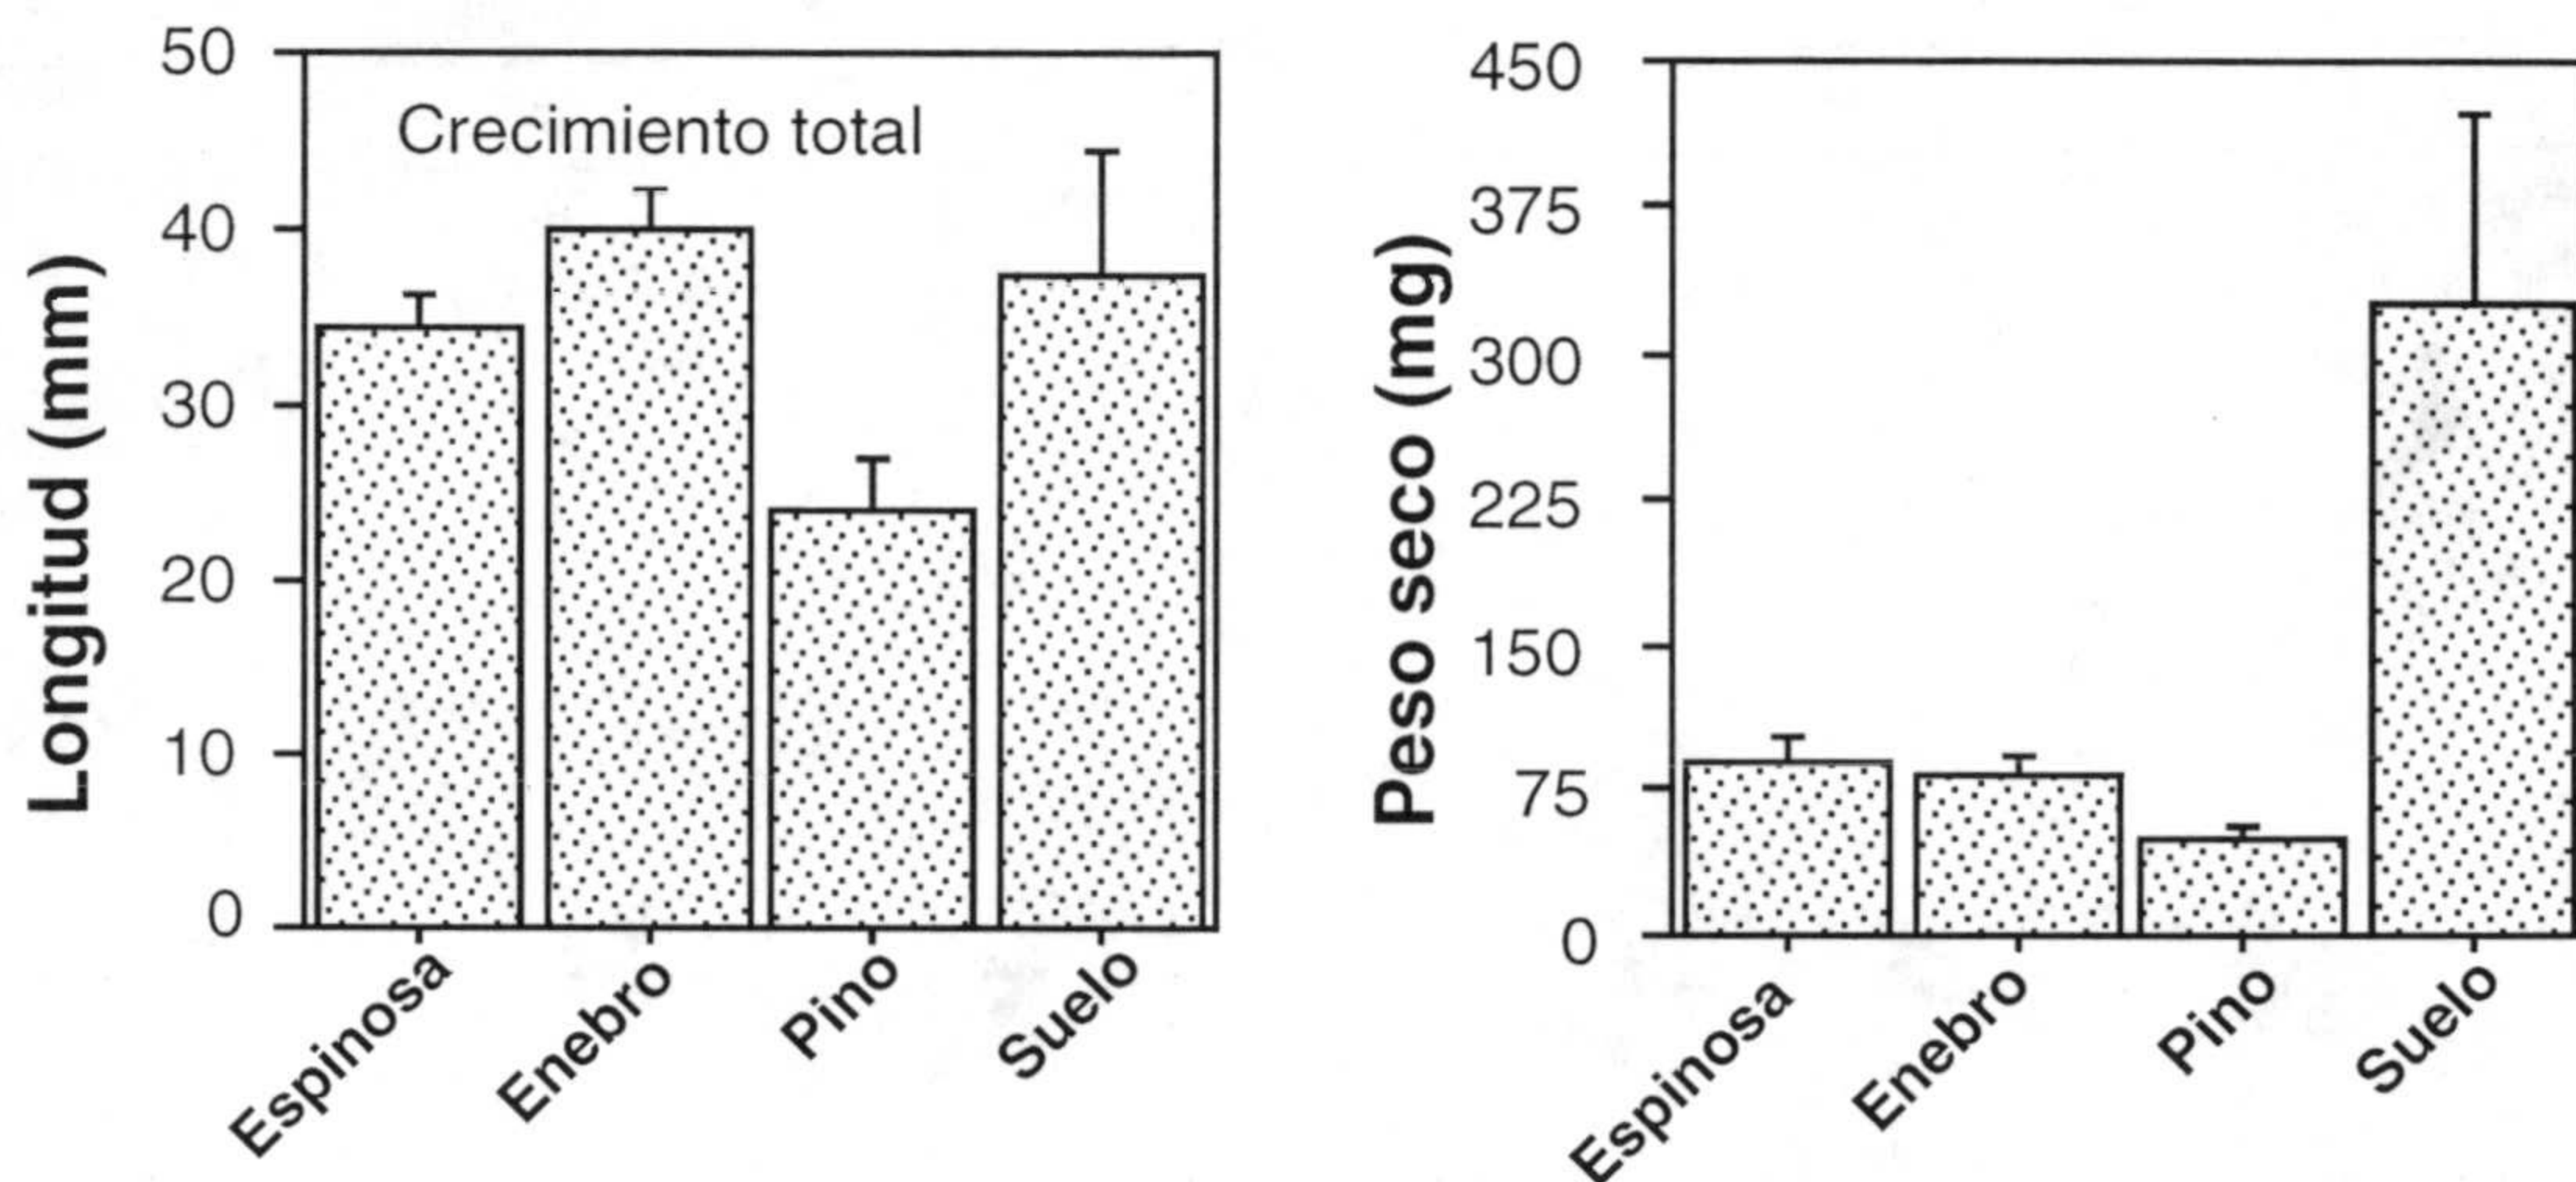 Longitud (mm)
50
40
30
20
10
0
Crecimiento total
Espinosa
Enebro
Pino
Suelo
Peso seco (mg)
450
375
300
225
150
75
0
Espinosa
Enebro
Pino
Suelo